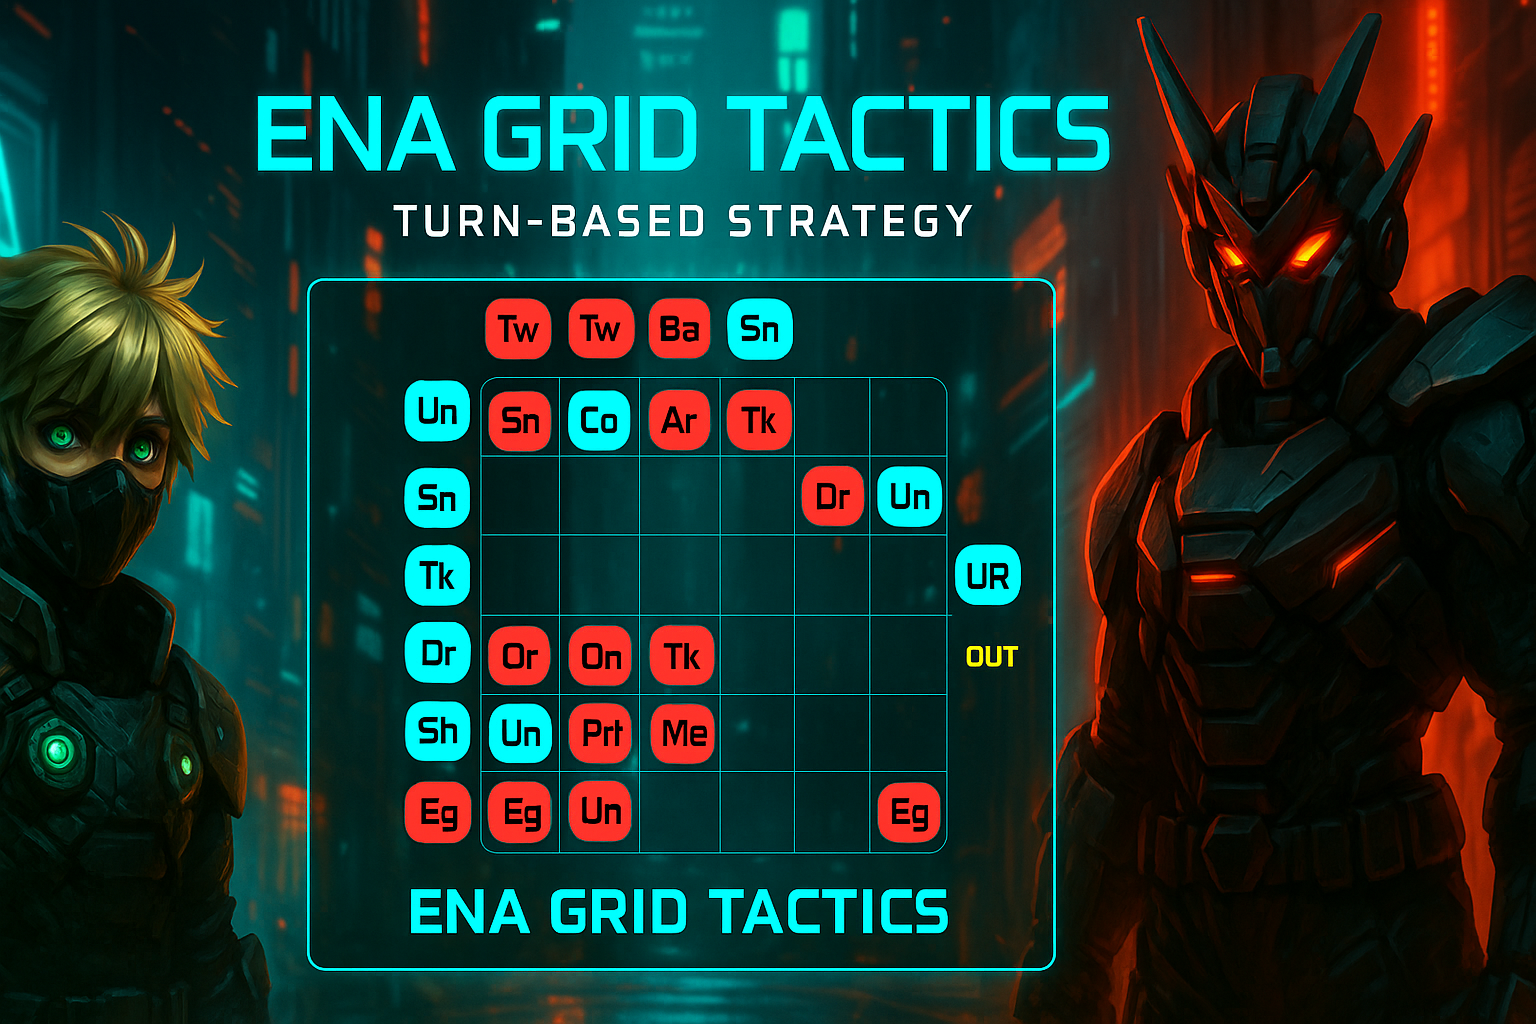 ENA GRID TACTICS
TURN-BASED STRATEGY
Tw Tw Ba Sn
Un Sn Co Ar Tk
Sn Dr Un
Tk UR
Dr Or On Tk OUT
Sh Un Prt Me
Eg Eg Un Eg
ENA GRID TACTICS